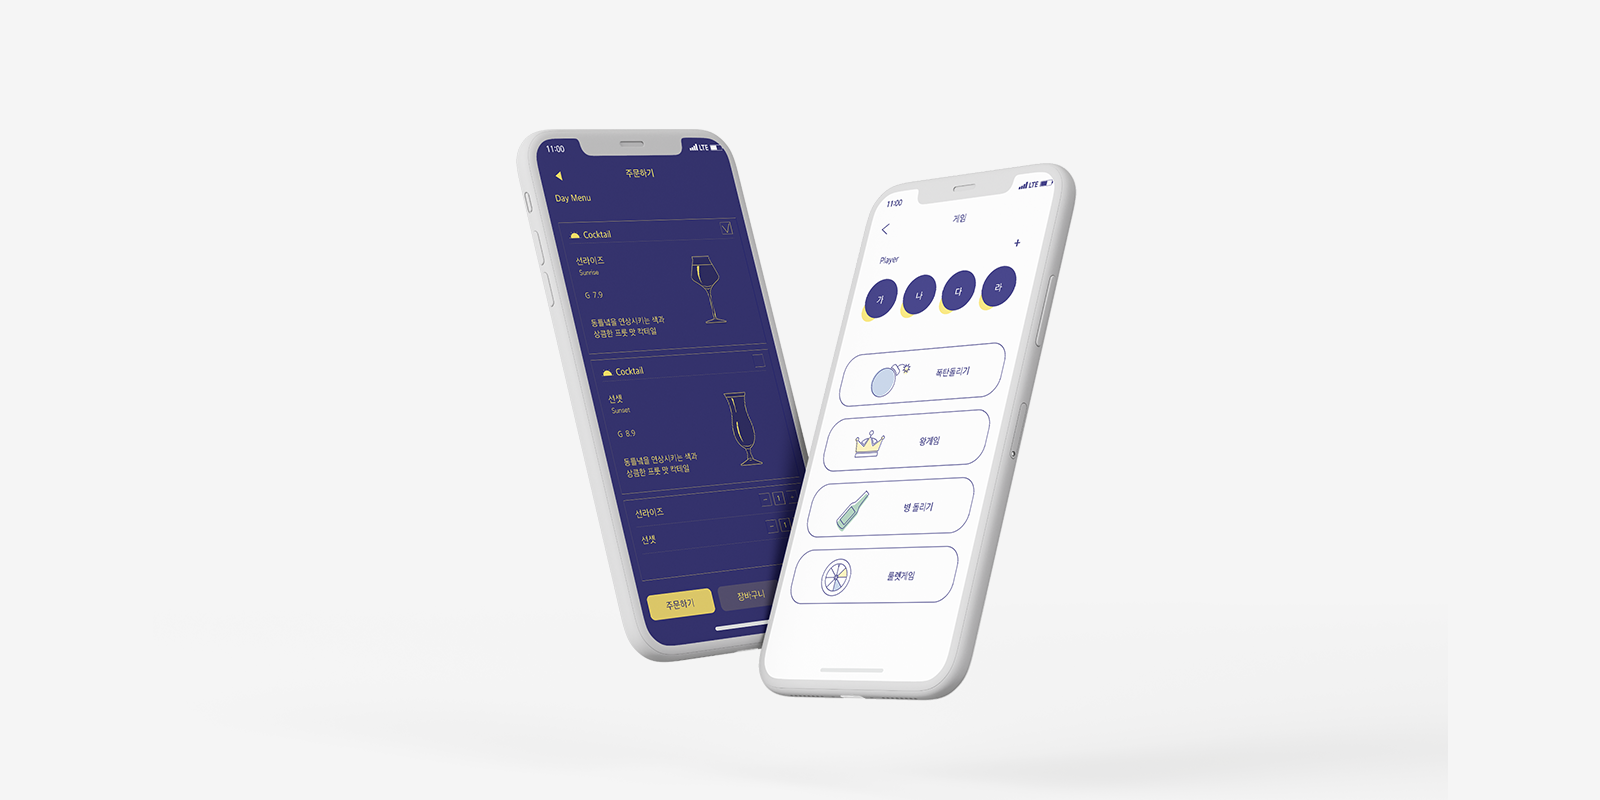 11:00
LTE
주문하기
Day Menu
Cocktail
선라이즈
Sunrise
G 7.9
동틀녘을 연상시키는 색과
상큼한 프룻 맛 칵테일
Cocktail
선셋
Sunset
G 8.9
동틀녘을 연상시키는 색과
상큼한 프룻 맛 칵테일
선라이즈
- 1 +
선셋
- 1
주문하기
장바구니
11:00
LTE
게임
+
Player
가 나 다 라
폭탄돌리기
왕게임
병 돌리기
룰렛게임